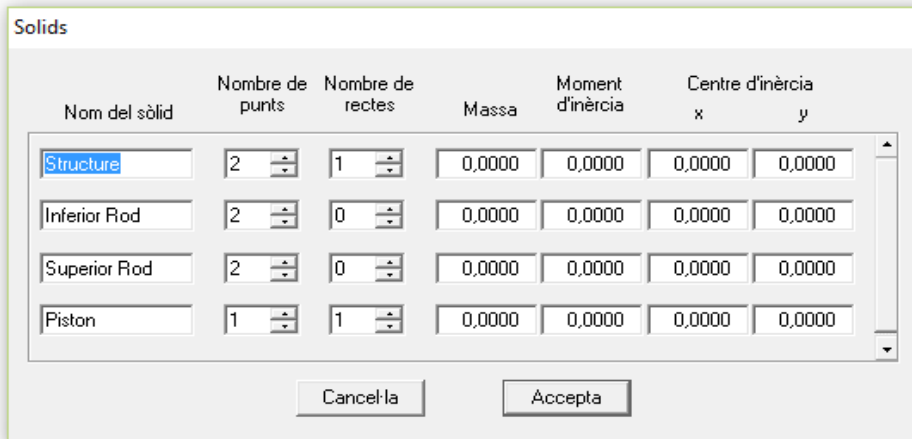 Solids
Nom del sòlid Nombre de punts Nombre de rectes Massa Moment d'inèrcia Centre d'inèrcia x y
Structure 2 1 0,0000 0,0000 0,0000 0,0000
Inferior Rod 2 0 0,0000 0,0000 0,0000 0,0000
Superior Rod 2 0 0,0000 0,0000 0,0000 0,0000
Piston 1 1 0,0000 0,0000 0,0000 0,0000
Cancel·la Accepta